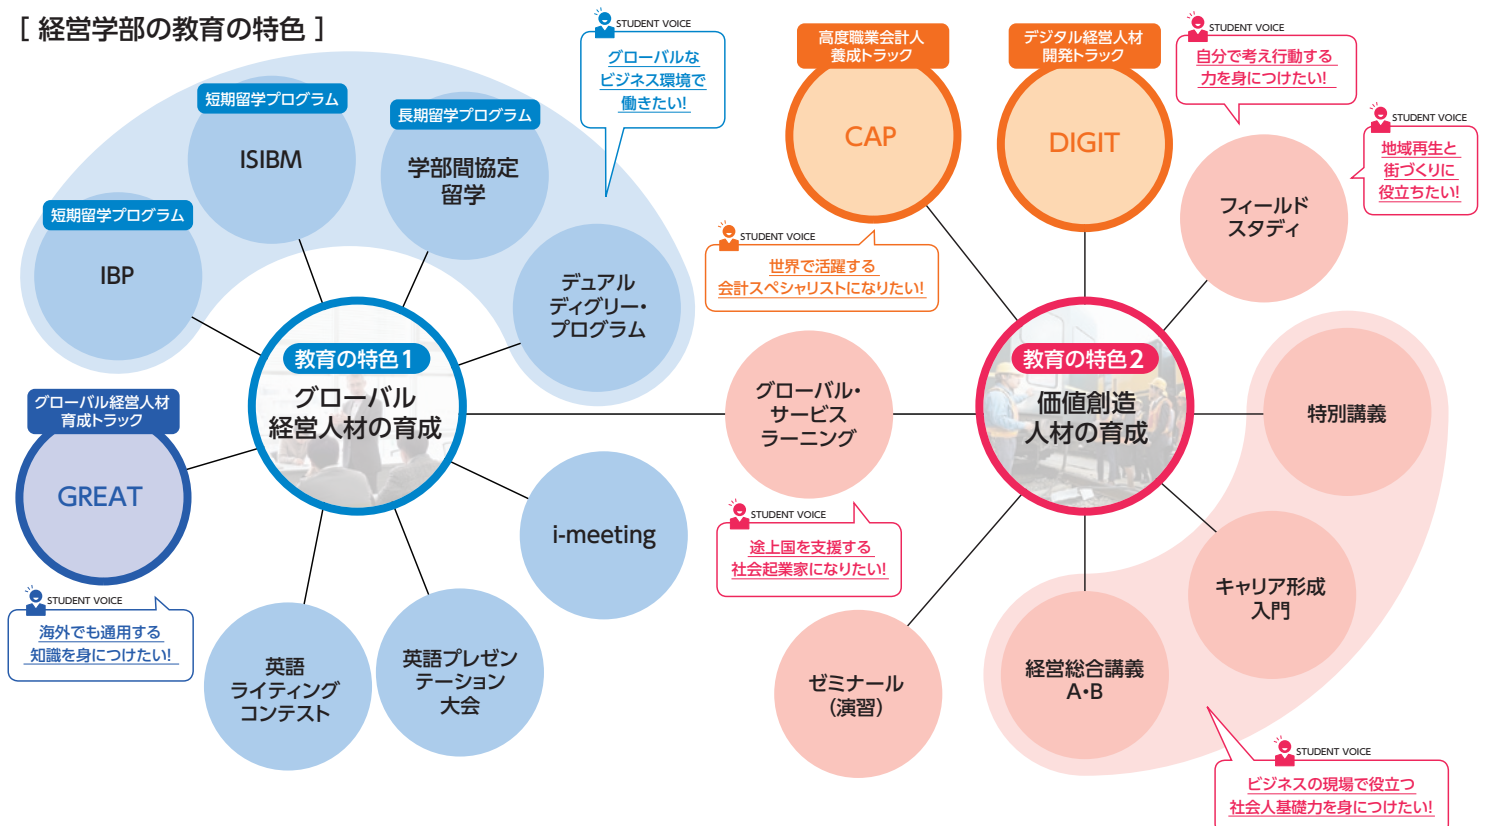 [ 経営学部の教育の特色 ]
STUDENT VOICE
グローバルな
ビジネス環境で
働きたい!
短期留学プログラム
ISIBM
長期留学プログラム
学部間協定
留学
短期留学プログラム
IBP
デュアル
ディグリー・
プログラム
教育の特色1
グローバル
経営人材の育成
グローバル経営人材
育成トラック
GREAT
STUDENT VOICE
海外でも通用する
知識を身につけたい!
英語
ライティング
コンテスト
英語プレゼン
テーション
大会
i-meeting
高度職業会計人
養成トラック
CAP
STUDENT VOICE
世界で活躍する
会計スペシャリストになりたい!
デジタル経営人材
開発トラック
DIGIT
STUDENT VOICE
自分で考え行動する
力を身につけたい!
STUDENT VOICE
地域再生と
街づくりに
役立ちたい!
フィールド
スタディ
グローバル・
サービス
ラーニング
STUDENT VOICE
途上国を支援する
社会起業家になりたい!
教育の特色2
価値創造
人材の育成
特別講義
キャリア形成
入門
経営総合講義
A・B
ゼミナール
(演習)
STUDENT VOICE
ビジネスの現場で役立つ
社会人基礎力を身につけたい!